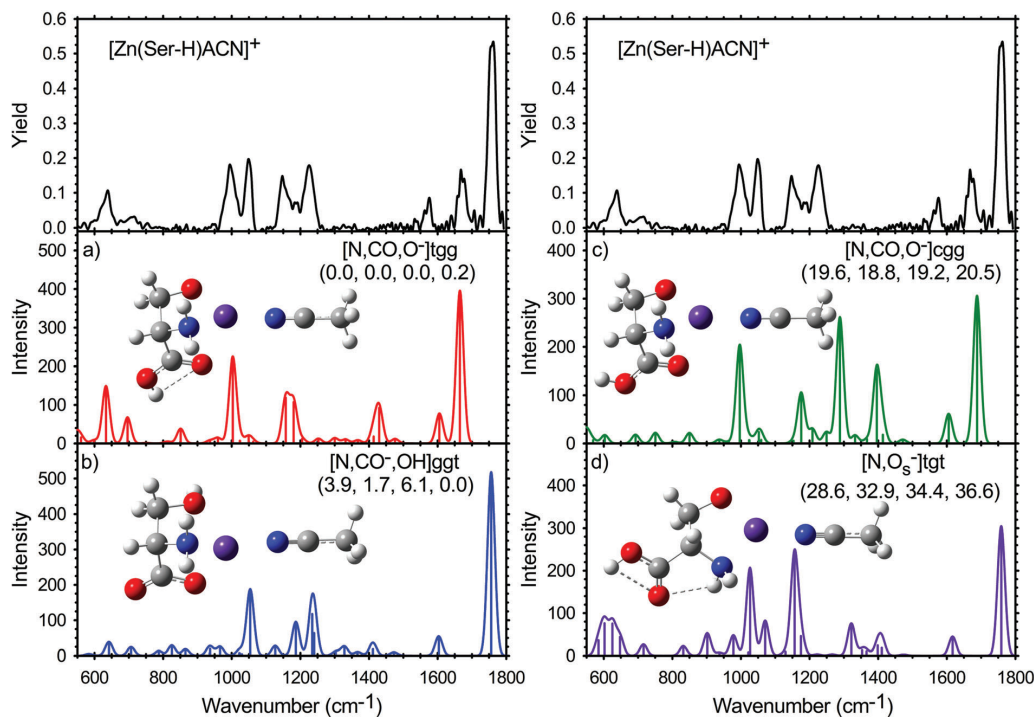 [Zn(Ser-H)ACN]⁺
Yield
0.6
0.5
0.4
0.3
0.2
0.1
0.0
a)
[N,CO,O⁻]tgg
(0.0, 0.0, 0.0, 0.2)
Intensity
500
400
300
200
100
0
b)
[N,CO⁻,OH]ggt
(3.9, 1.7, 6.1, 0.0)
Intensity
500
400
300
200
100
0
600 800 1000 1200 1400 1600 1800
Wavenumber (cm⁻¹)
[Zn(Ser-H)ACN]⁺
Yield
0.6
0.5
0.4
0.3
0.2
0.1
0.0
c)
[N,CO,O⁻]cgg
(19.6, 18.8, 19.2, 20.5)
Intensity
400
300
200
100
0
d)
[N,Oₛ⁻]tgt
(28.6, 32.9, 34.4, 36.6)
Intensity
400
300
200
100
0
600 800 1000 1200 1400 1600 1800
Wavenumber (cm⁻¹)